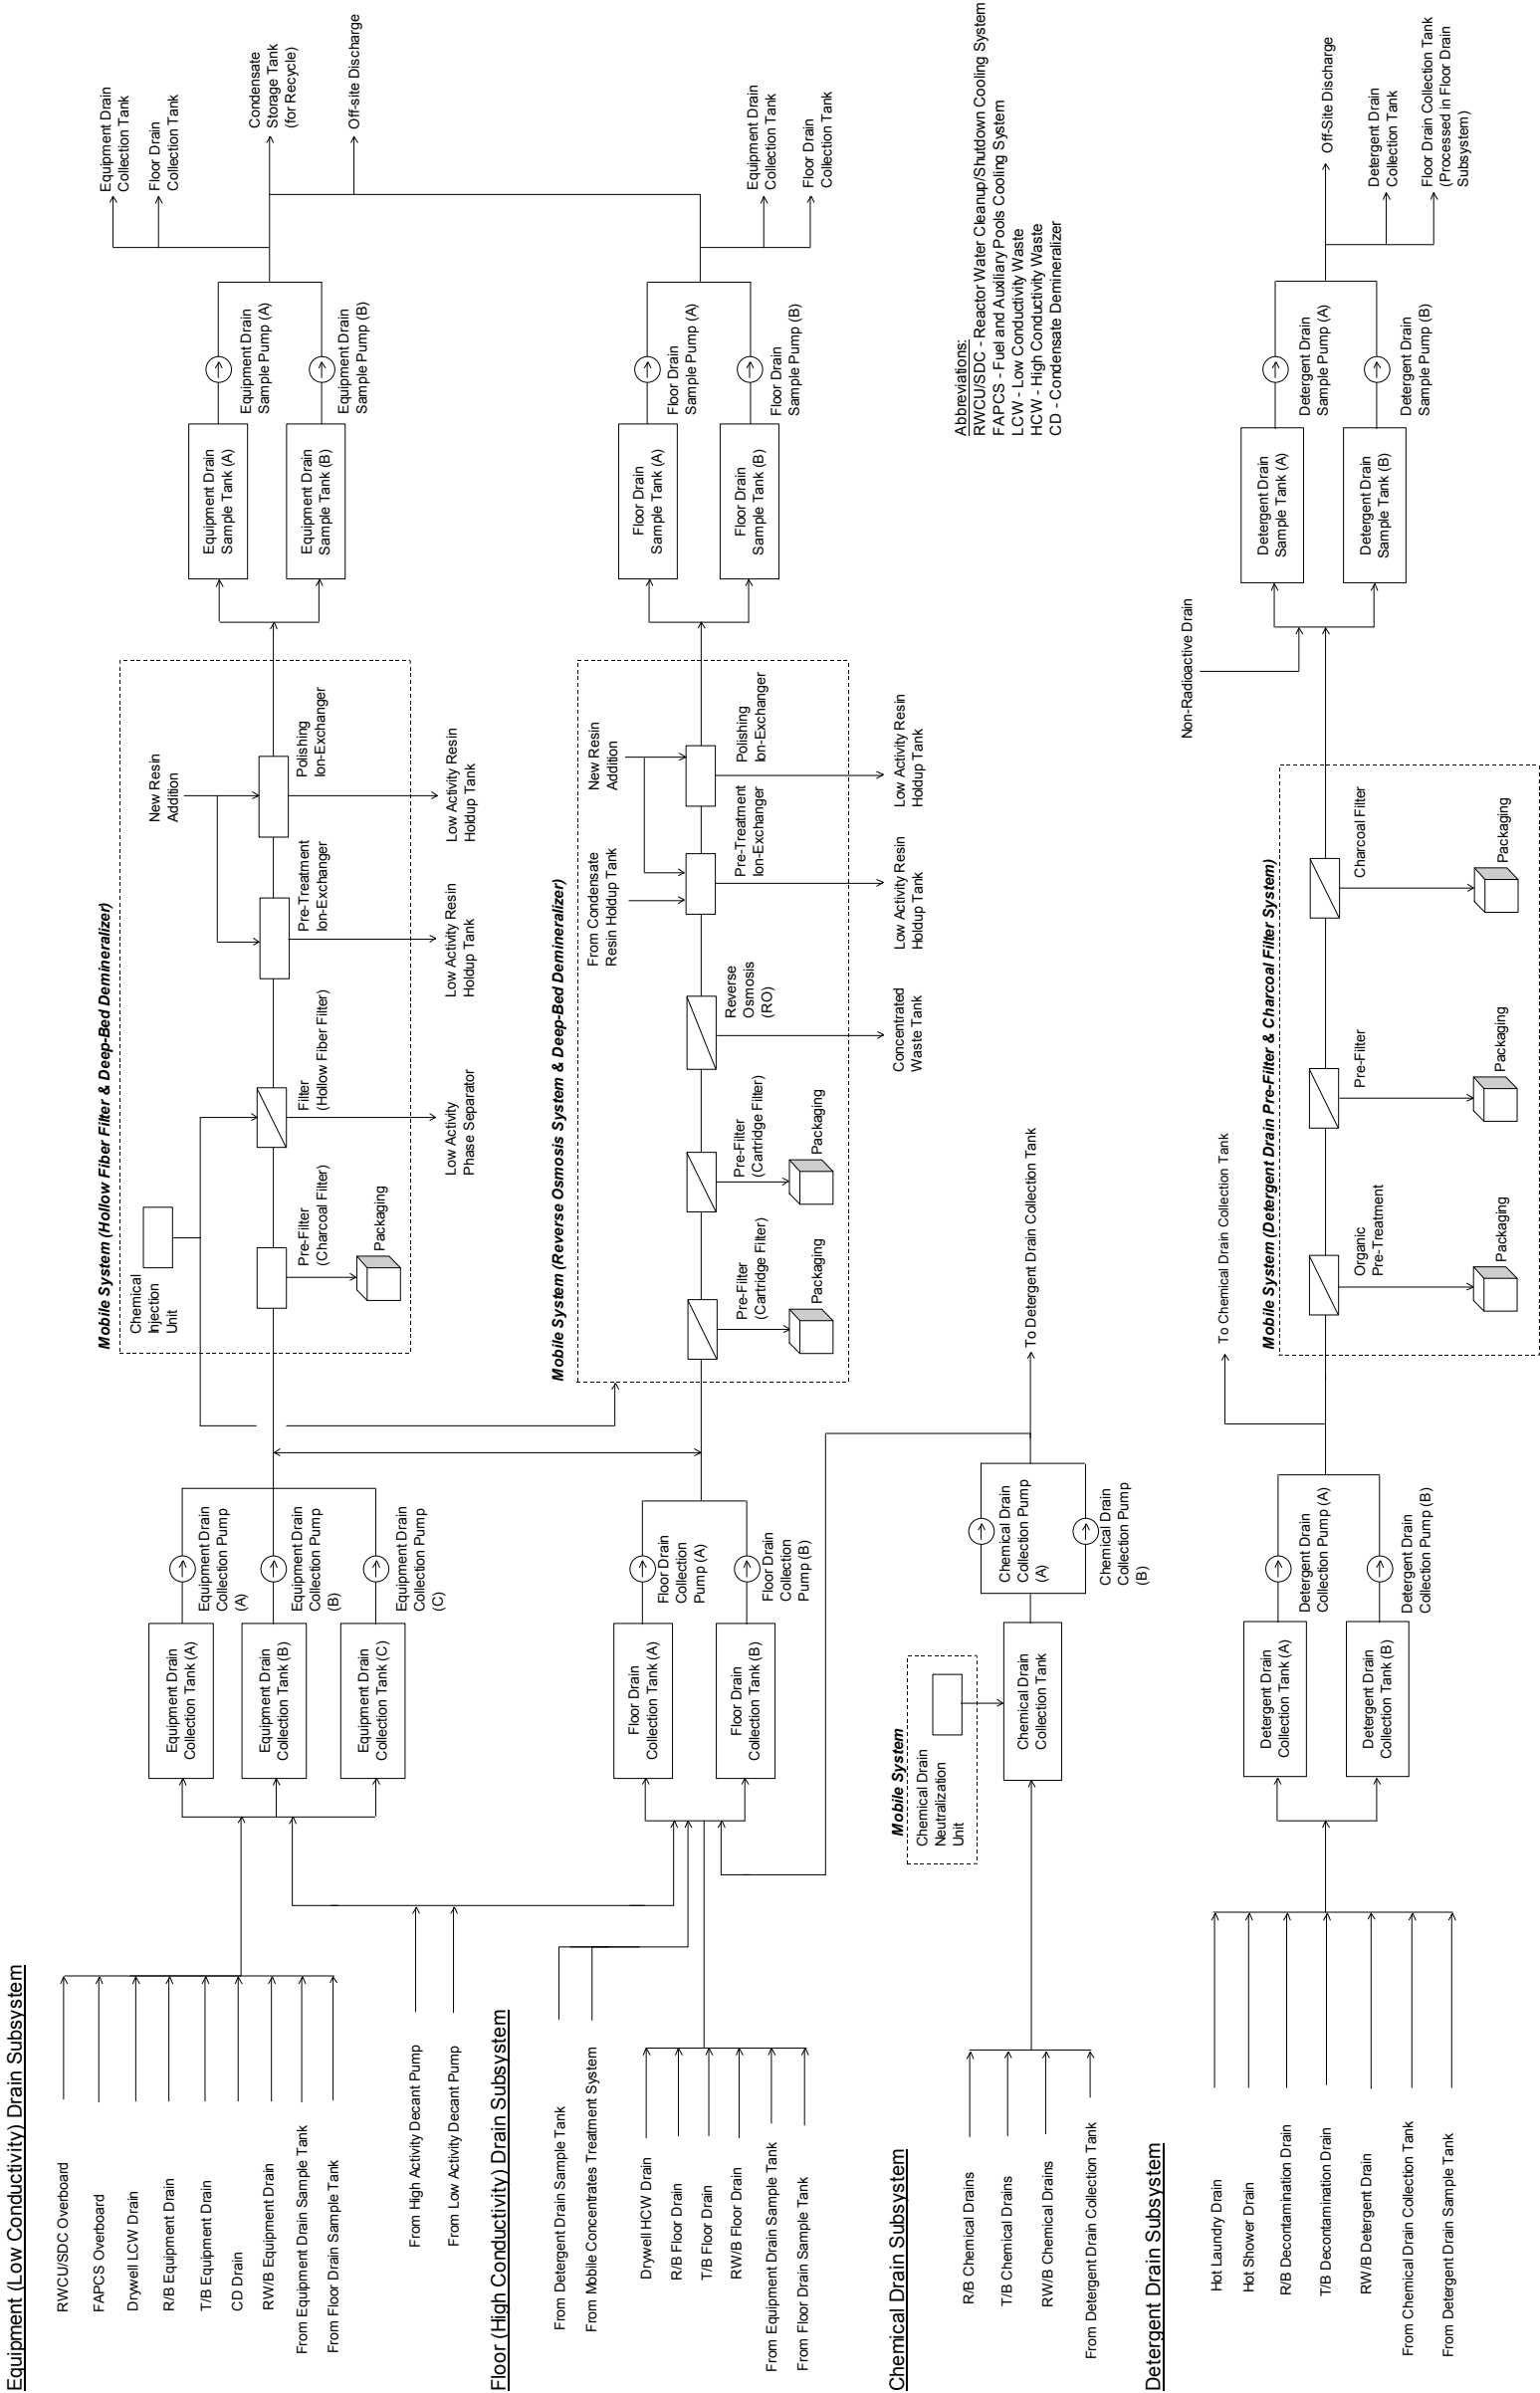 Equipment (Low Conductivity) Drain Subsystem
RWCU/SDC Overboard
FAPCS Overboard
Drywell LCW Drain
R/B Equipment Drain
T/B Equipment Drain
CD Drain
RW/B Equipment Drain
From Equipment Drain Sample Tank
From Floor Drain Sample Tank
From High Activity Decant Pump
From Low Activity Decant Pump
Equipment Drain
Collection Tank (A)
Equipment Drain
Collection Tank (B)
Equipment Drain
Collection Tank (C)
Equipment Drain
Collection Pump
(A)
Equipment Drain
Collection Pump
(B)
Equipment Drain
Collection Pump
(C)
Mobile System (Hollow Fiber Filter & Deep-Bed Demineralizer)
Chemical
Injection
Unit
Pre-Filter
(Charcoal Filter)
Packaging
Filter
(Hollow Fiber Filter)
Low Activity
Phase Separator
New Resin
Addition
Pre-Treatment
Ion-Exchanger
Low Activity Resin
Holdup Tank
Polishing
Ion-Exchanger
Low Activity Resin
Holdup Tank
Equipment Drain
Sample Tank (A)
Equipment Drain
Sample Tank (B)
Equipment Drain
Sample Pump (A)
Equipment Drain
Sample Pump (B)
Equipment Drain
Collection Tank
Floor Drain
Collection Tank
Condensate
Storage Tank
(for Recycle)
Off-site Discharge
Floor (High Conductivity) Drain Subsystem
From Detergent Drain Sample Tank
From Mobile Concentrates Treatment System
Drywell HCW Drain
R/B Floor Drain
T/B Floor Drain
RW/B Floor Drain
From Equipment Drain Sample Tank
From Floor Drain Sample Tank
Floor Drain
Collection Tank (A)
Floor Drain
Collection Tank (B)
Floor Drain
Collection
Pump (A)
Floor Drain
Collection
Pump (B)
Mobile System (Reverse Osmosis System & Deep-Bed Demineralizer)
Pre-Filter
(Cartridge Filter)
Packaging
Pre-Filter
(Cartridge Filter)
Packaging
Reverse
Osmosis
(RO)
Concentrated
Waste Tank
From Condensate
Resin Holdup Tank
New Resin
Addition
Pre-Treatment
Ion-Exchanger
Low Activity Resin
Holdup Tank
Polishing
Ion-Exchanger
Low Activity Resin
Holdup Tank
Floor Drain
Sample Tank (A)
Floor Drain
Sample Tank (B)
Floor Drain
Sample Pump (A)
Floor Drain
Sample Pump (B)
Equipment Drain
Collection Tank
Floor Drain
Collection Tank
Chemical Drain Subsystem
R/B Chemical Drains
T/B Chemical Drains
RW/B Chemical Drains
From Detergent Drain Collection Tank
Mobile System
Chemical Drain
Neutralization
Unit
Chemical Drain
Collection Tank
Chemical Drain
Collection Pump
(A)
Chemical Drain
Collection Pump
(B)
To Detergent Drain Collection Tank
Abbreviations:
RWCU/SDC - Reactor Water Cleanup/Shutdown Cooling System
FAPCS - Fuel and Auxiliary Pools Cooling System
LCW - Low Conductivity Waste
HCW - High Conductivity Waste
CD - Condensate Demineralizer
Detergent Drain Subsystem
Hot Laundry Drain
Hot Shower Drain
R/B Decontamination Drain
T/B Decontamination Drain
RW/B Detergent Drain
From Chemical Drain Collection Tank
From Detergent Drain Sample Tank
Detergent Drain
Collection Tank (A)
Detergent Drain
Collection Tank (B)
Detergent Drain
Collection Pump (A)
Detergent Drain
Collection Pump (B)
To Chemical Drain Collection Tank
Mobile System (Detergent Drain Pre-Filter & Charcoal Filter System)
Organic
Pre-Treatment
Packaging
Pre-Filter
Packaging
Charcoal Filter
Packaging
Non-Radioactive Drain
Detergent Drain
Sample Tank (A)
Detergent Drain
Sample Tank (B)
Detergent Drain
Sample Pump (A)
Detergent Drain
Sample Pump (B)
Off-Site Discharge
Detergent Drain
Collection Tank
Floor Drain Collection Tank
(Processed in Floor Drain
Subsystem)